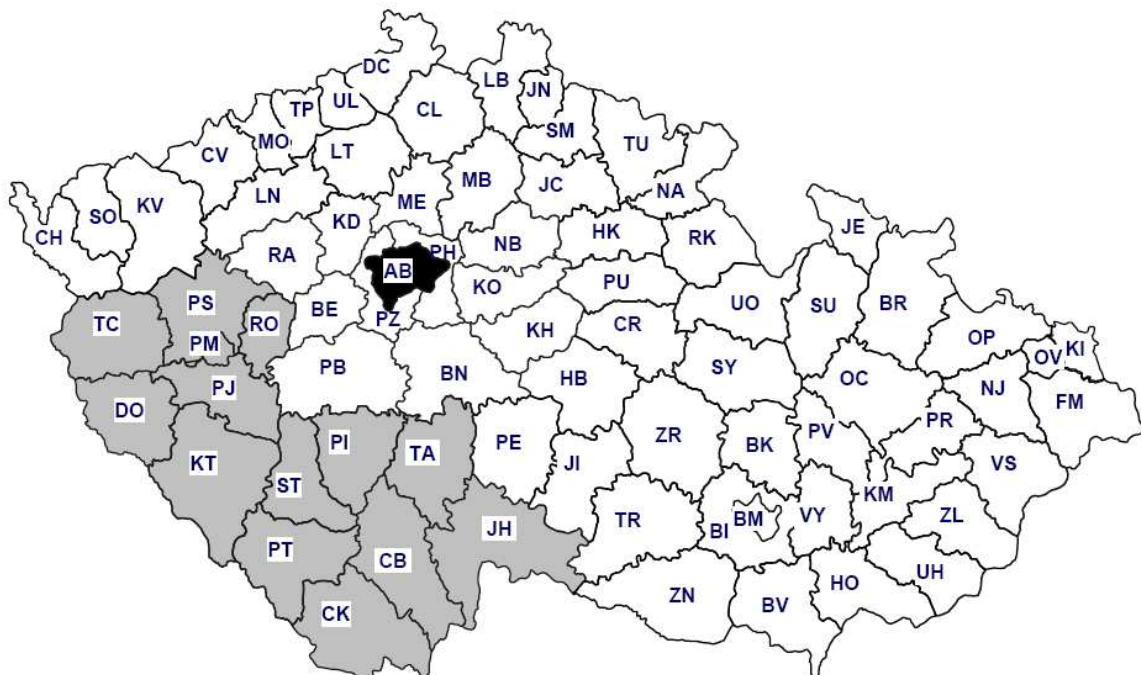 DC
LB
JN
UL
TP
CL
SM
MO
TU
CV
LT
MB
JC
NA
LN
ME
SO
KV
KD
CH
HK
RK
JE
NB
RA
PH
AB
KO
PU
UO
SU
BR
PS
TC
RO
BE
PZ
KH
CR
OP
PM
OV
KI
PJ
PB
BN
HB
SY
OC
NJ
FM
DO
PI
TA
PE
ZR
BK
PV
PR
KT
JI
VS
ST
KM
JH
TR
BI
BM
VY
ZL
PT
CB
UH
HO
ZN
BV
CK